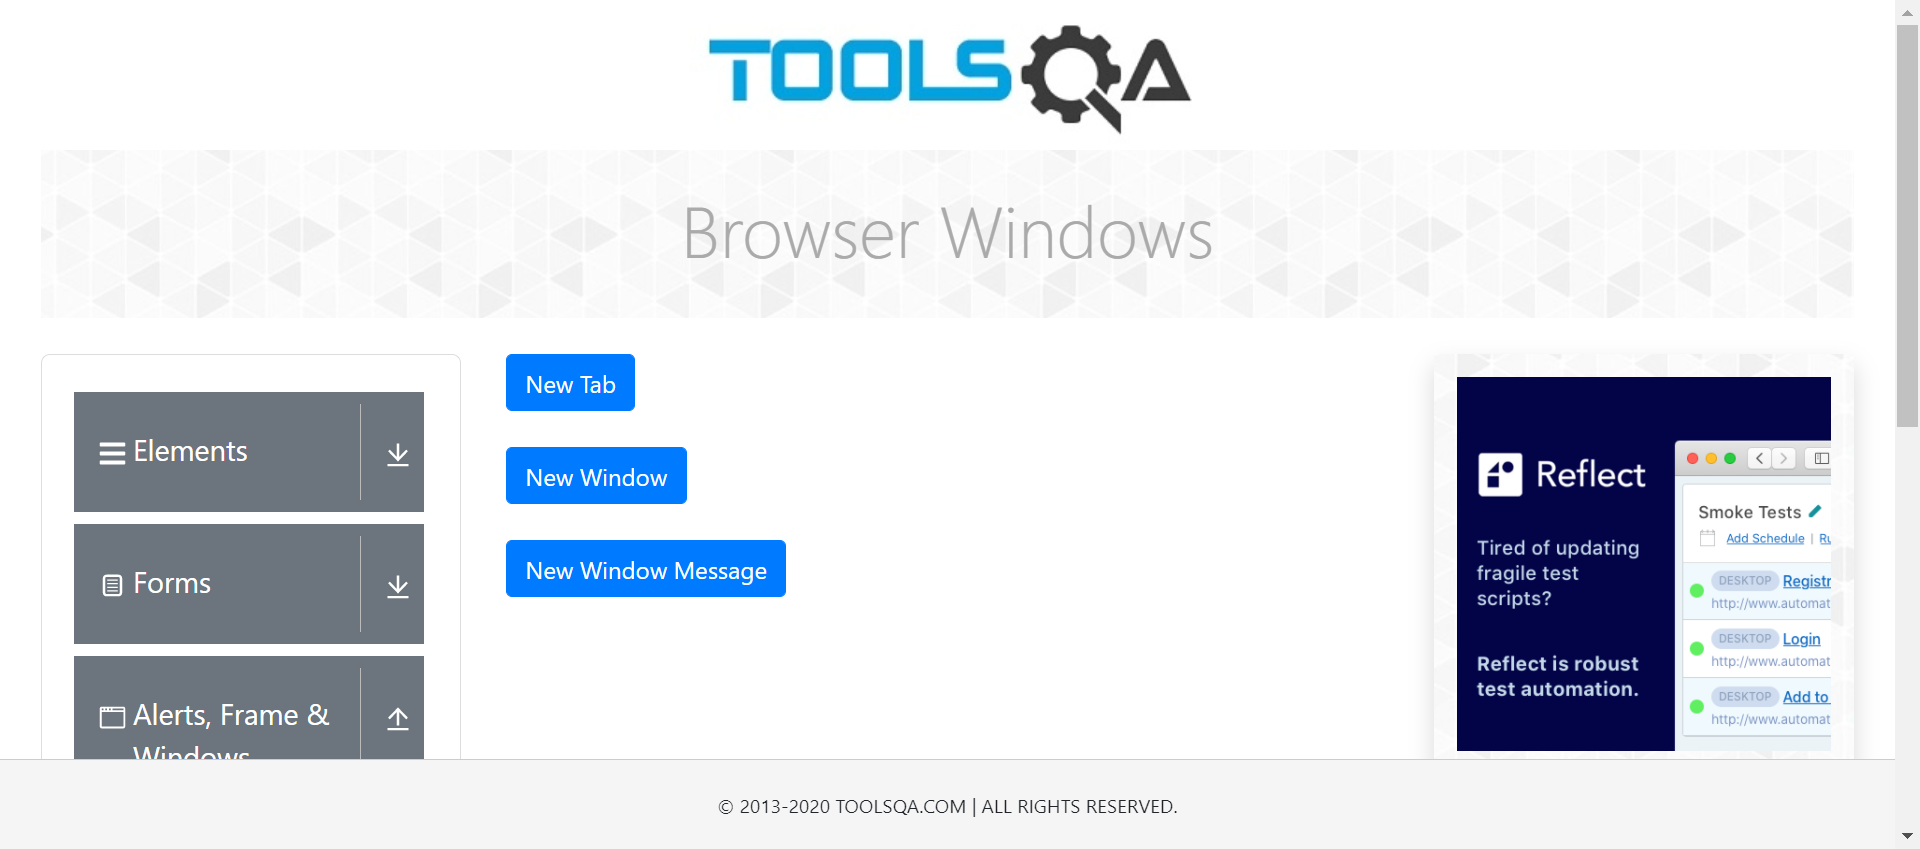 TOOLSQA
Browser Windows
Elements
Forms
Alerts, Frame &
Windows
New Tab
New Window
New Window Message
Reflect
Tired of updating
fragile test
scripts?
Reflect is robust
test automation.
Smoke Tests
Add Schedule | Ru
DESKTOP Registr
http://www.automat
DESKTOP Login
http://www.automat
DESKTOP Add to
http://www.automat
© 2013-2020 TOOLSQA.COM | ALL RIGHTS RESERVED.